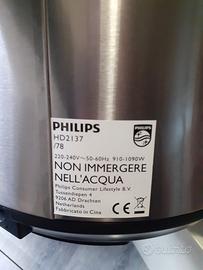 PHILIPS
HD2137
/78
220-240V~ 50-60Hz 910-1090W
NON IMMERGERE
NELL'ACQUA
Philips Consumer Lifestyle B.V.
Tussendiepen 4
9206 AD Drachten
Netherlands
Fabbricato in Cina
PHILIPS
subito